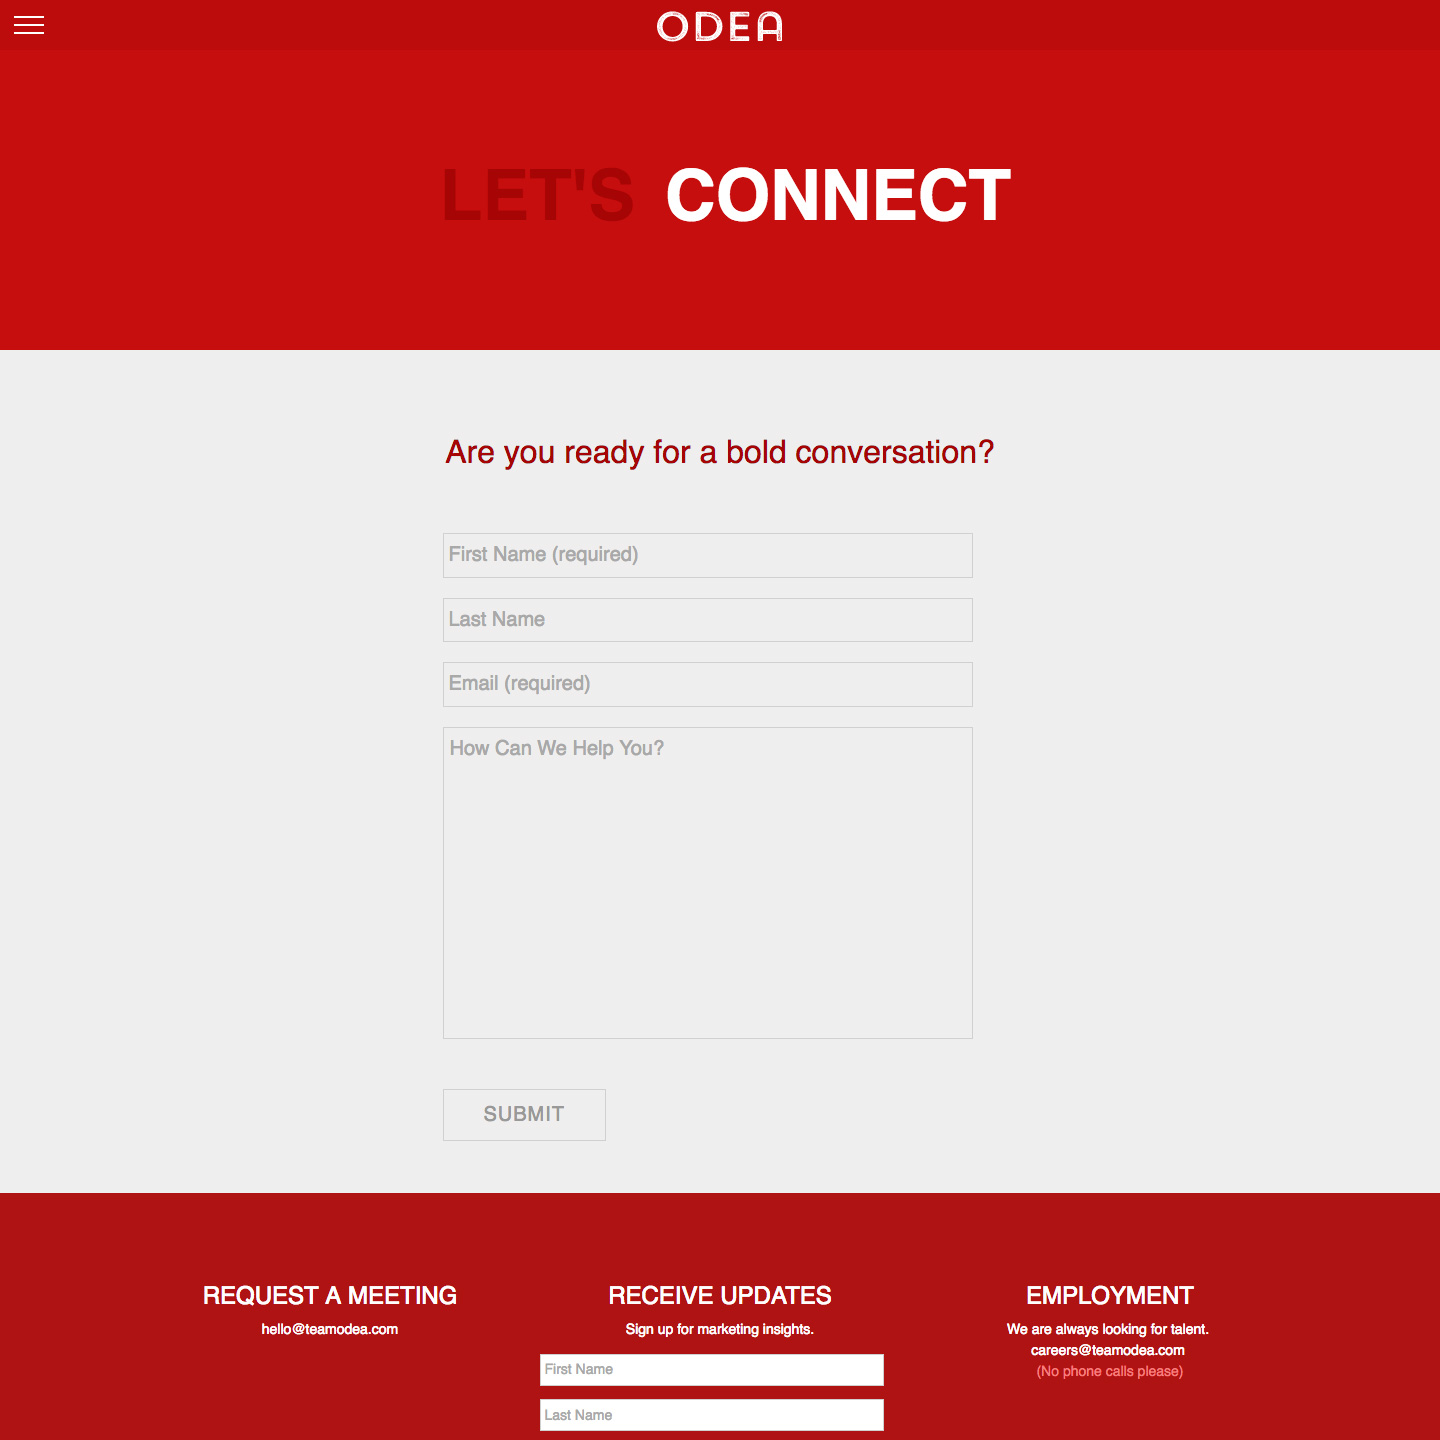 ODEA
LET'S CONNECT
Are you ready for a bold conversation?
First Name (required)
Last Name
Email (required)
How Can We Help You?
SUBMIT
REQUEST A MEETING
hello@teamodea.com
RECEIVE UPDATES
Sign up for marketing insights.
First Name
Last Name
EMPLOYMENT
We are always looking for talent.
careers@teamodea.com
(No phone calls please)